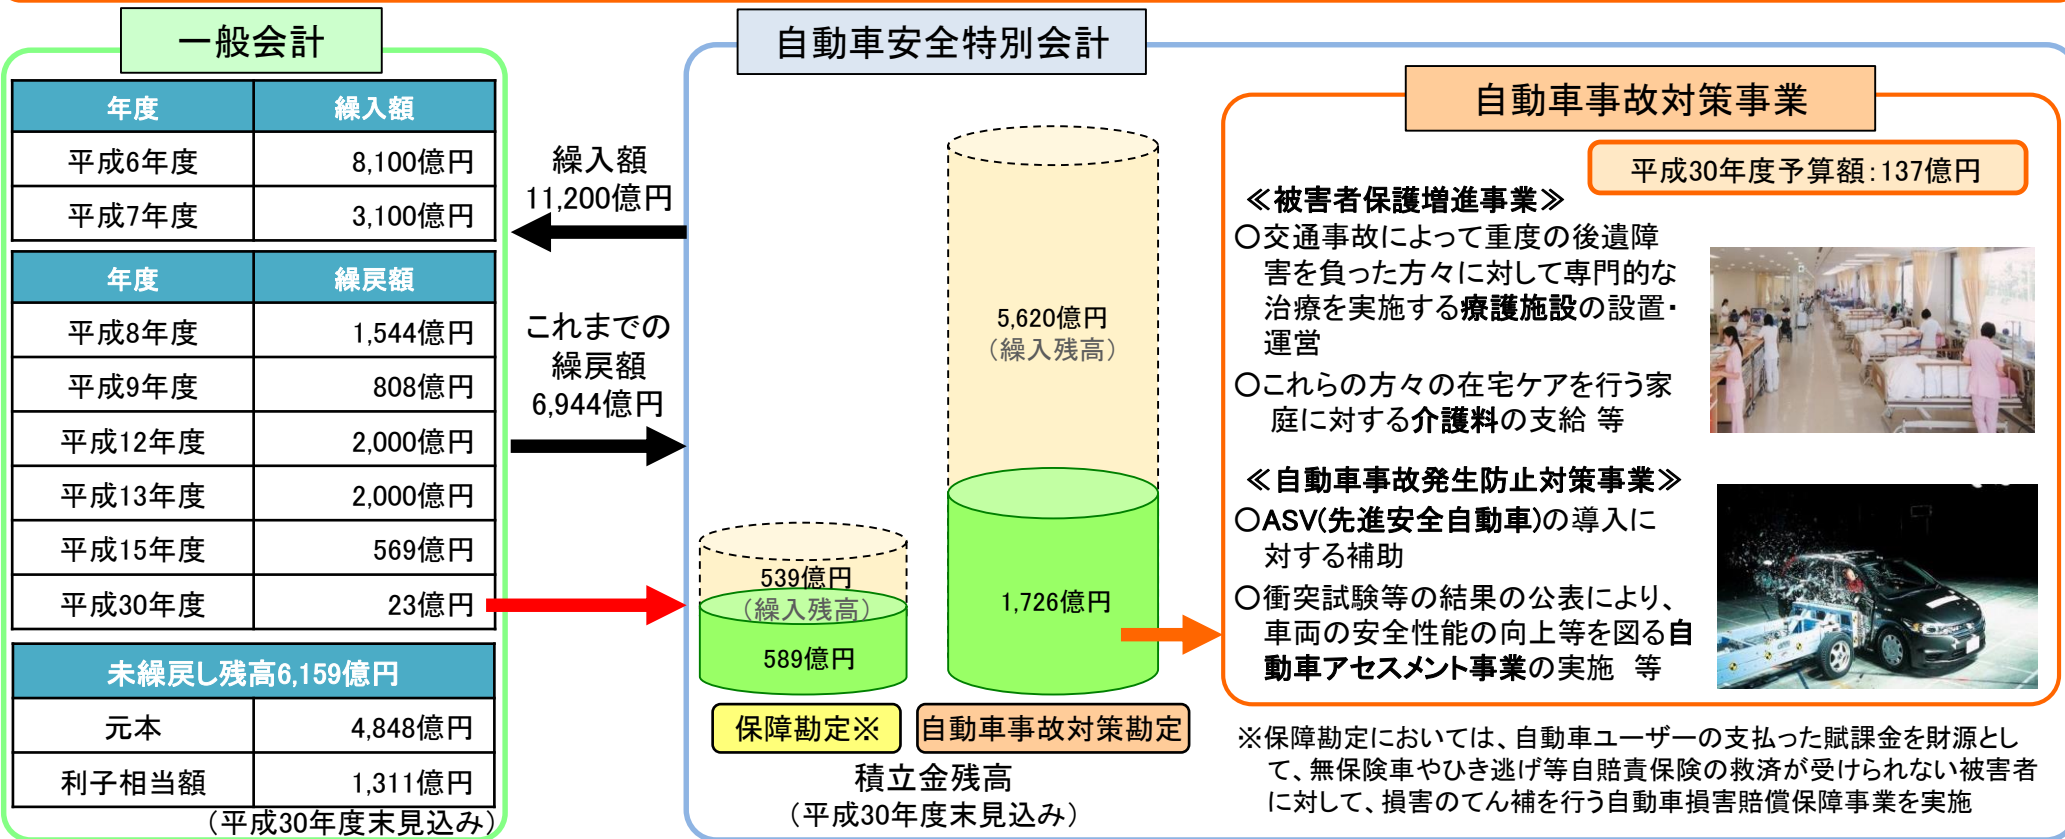 一般会計
年度 繰入額
平成6年度 8,100億円
平成7年度 3,100億円
年度 繰戻額
平成8年度 1,544億円
平成9年度 808億円
平成12年度 2,000億円
平成13年度 2,000億円
平成15年度 569億円
平成30年度 23億円
未繰戻し残高6,159億円
元本 4,848億円
利子相当額 1,311億円
(平成30年度末見込み)
繰入額
11,200億円
これまでの
繰戻額
6,944億円
自動車安全特別会計
539億円
(繰入残高)
589億円
保障勘定※
5,620億円
(繰入残高)
1,726億円
自動車事故対策勘定
積立金残高
(平成30年度末見込み)
自動車事故対策事業
平成30年度予算額:137億円
≪被害者保護増進事業≫
○交通事故によって重度の後遺障
害を負った方々に対して専門的な
治療を実施する療護施設の設置・
運営
○これらの方々の在宅ケアを行う家
庭に対する介護料の支給 等
≪自動車事故発生防止対策事業≫
○ASV(先進安全自動車)の導入に
対する補助
○衝突試験等の結果の公表により、
車両の安全性能の向上等を図る自
動車アセスメント事業の実施 等
※保障勘定においては、自動車ユーザーの支払った賦課金を財源とし
て、無保険車やひき逃げ等自賠責保険の救済が受けられない被害者
に対して、損害のてん補を行う自動車損害賠償保障事業を実施